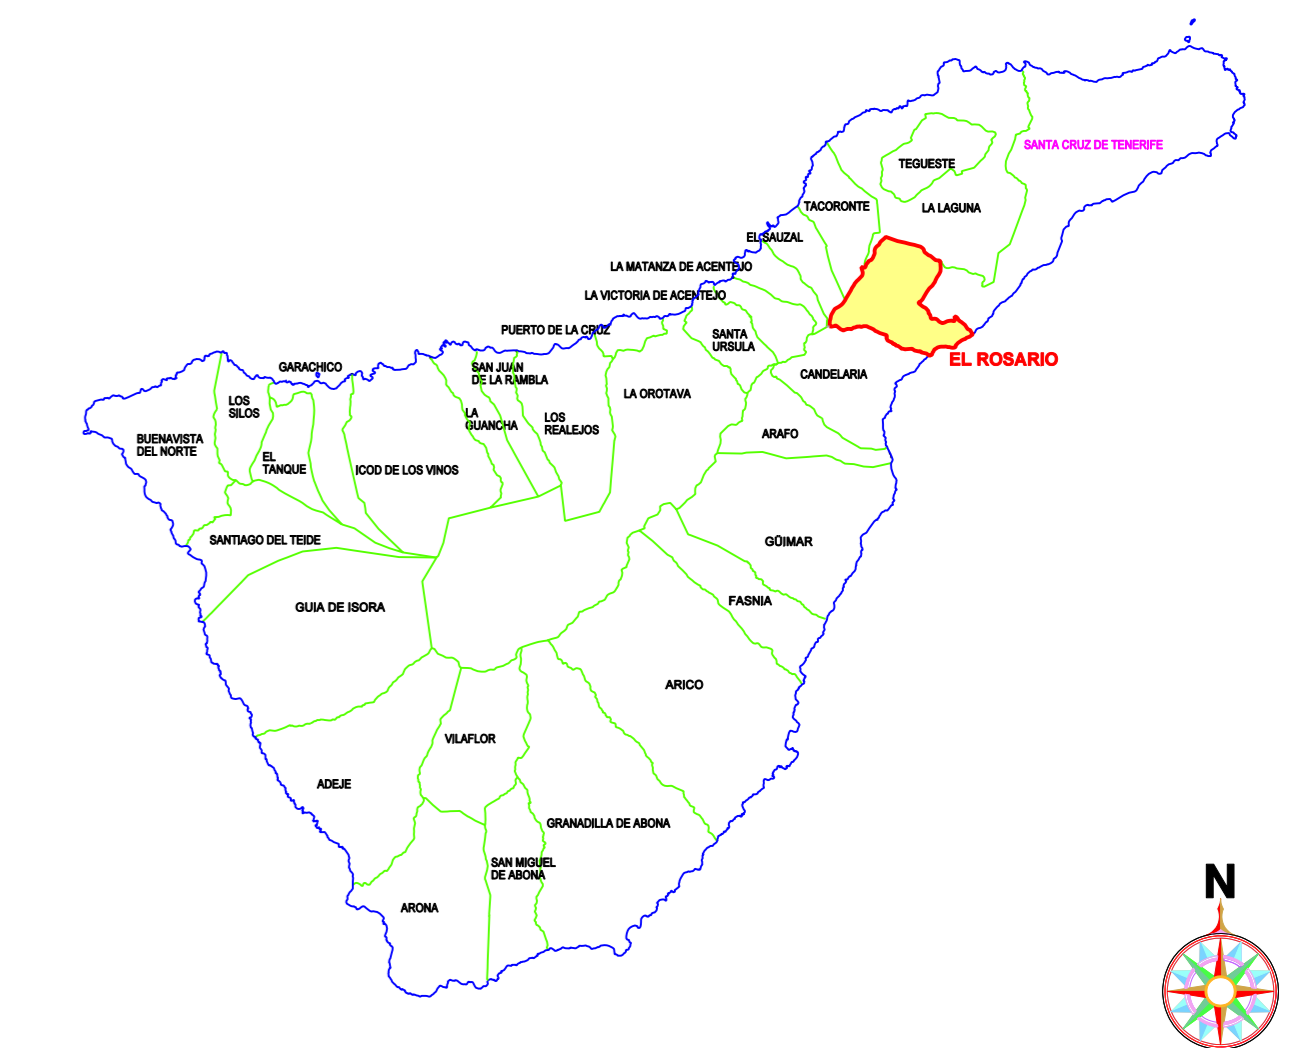 SANTA CRUZ DE TENERIFE
TEGUESTE
TACORONTE
LA LAGUNA
EL SAUZAL
LA MATANZA DE ACENTEJO
LA VICTORIA DE ACENTEJO
PUERTO DE LA CRUZ
SANTA
URSULA
EL ROSARIO
GARACHICO
SAN JUAN
DE LA RAMBLA
CANDELARIA
LA OROTAVA
LOS
SILOS
LA
GUANCHA
LOS
REALEJOS
BUENAVISTA
DEL NORTE
ARAFO
EL
TANQUE
ICOD DE LOS VINOS
SANTIAGO DEL TEIDE
GÜIMAR
GUIA DE ISORA
FASNIA
ARICO
VILAFLOR
ADEJE
GRANADILLA DE ABONA
SAN MIGUEL
DE ABONA
ARONA
N